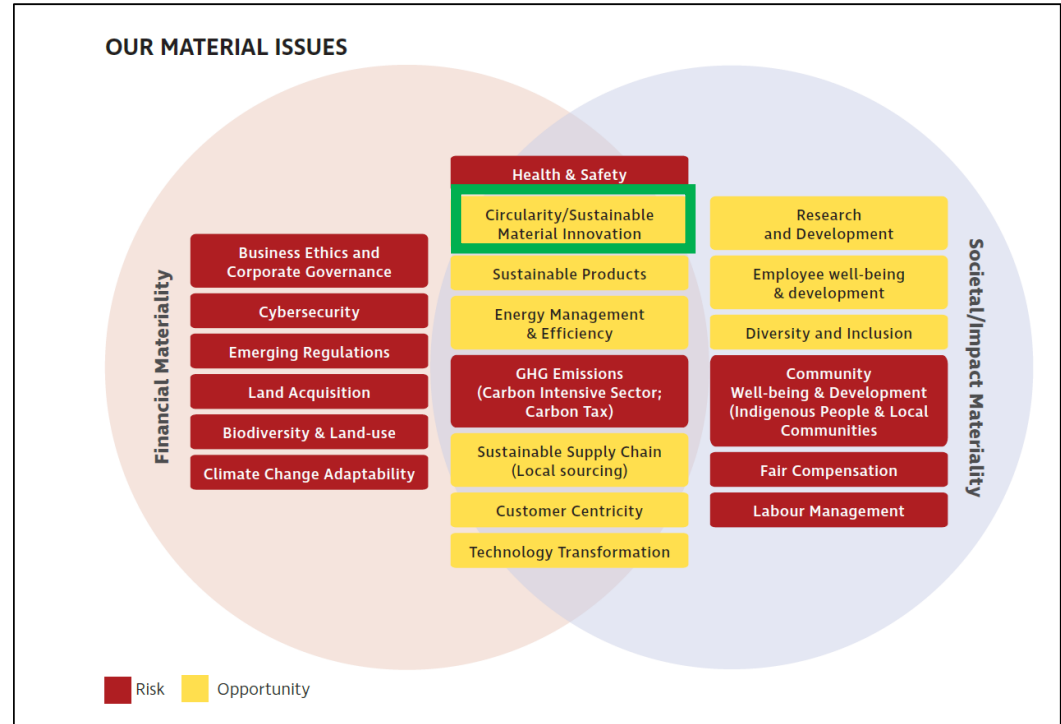 OUR MATERIAL ISSUES
Financial Materiality
Business Ethics and
Corporate Governance
Cybersecurity
Emerging Regulations
Land Acquisition
Biodiversity & Land-use
Climate Change Adaptability
Health & Safety
Circularity/Sustainable
Material Innovation
Sustainable Products
Energy Management
& Efficiency
GHG Emissions
(Carbon Intensive Sector;
Carbon Tax)
Sustainable Supply Chain
(Local sourcing)
Customer Centricity
Technology Transformation
Research
and Development
Employee well-being
& development
Diversity and Inclusion
Community
Well-being & Development
(Indigenous People & Local
Communities
Fair Compensation
Labour Management
Societal/Impact Materiality
Risk
Opportunity